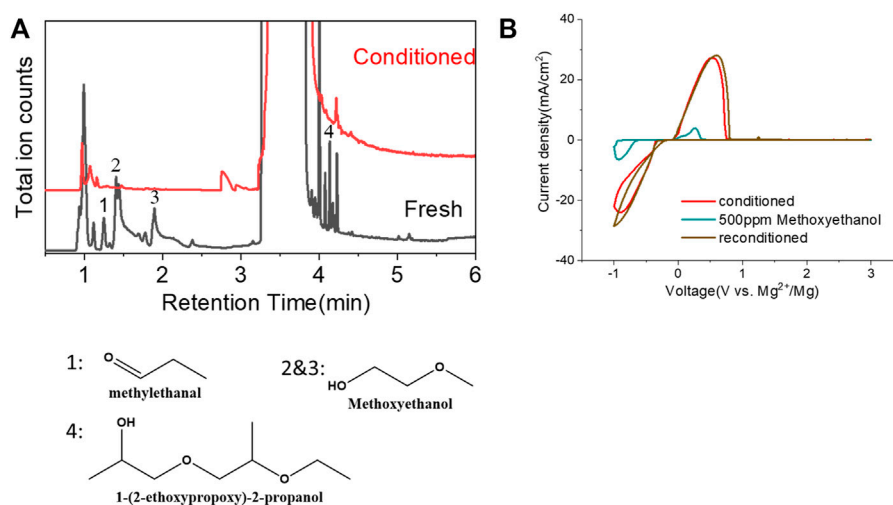 A
Total ion counts
Conditioned
Fresh
1
2
3
4
1 2 3 4 5 6
Retention Time(min)
B
Current density(mA/cm²)
40
20
0
-20
-40
conditioned
500ppm Methoxyethanol
reconditioned
-1 0 1 2 3
Voltage(V vs. Mg²⁺/Mg)
1:
O
methylethanal
2&3:
HO
O
Methoxyethanol
4:
OH
O
O
1-(2-ethoxypropoxy)-2-propanol